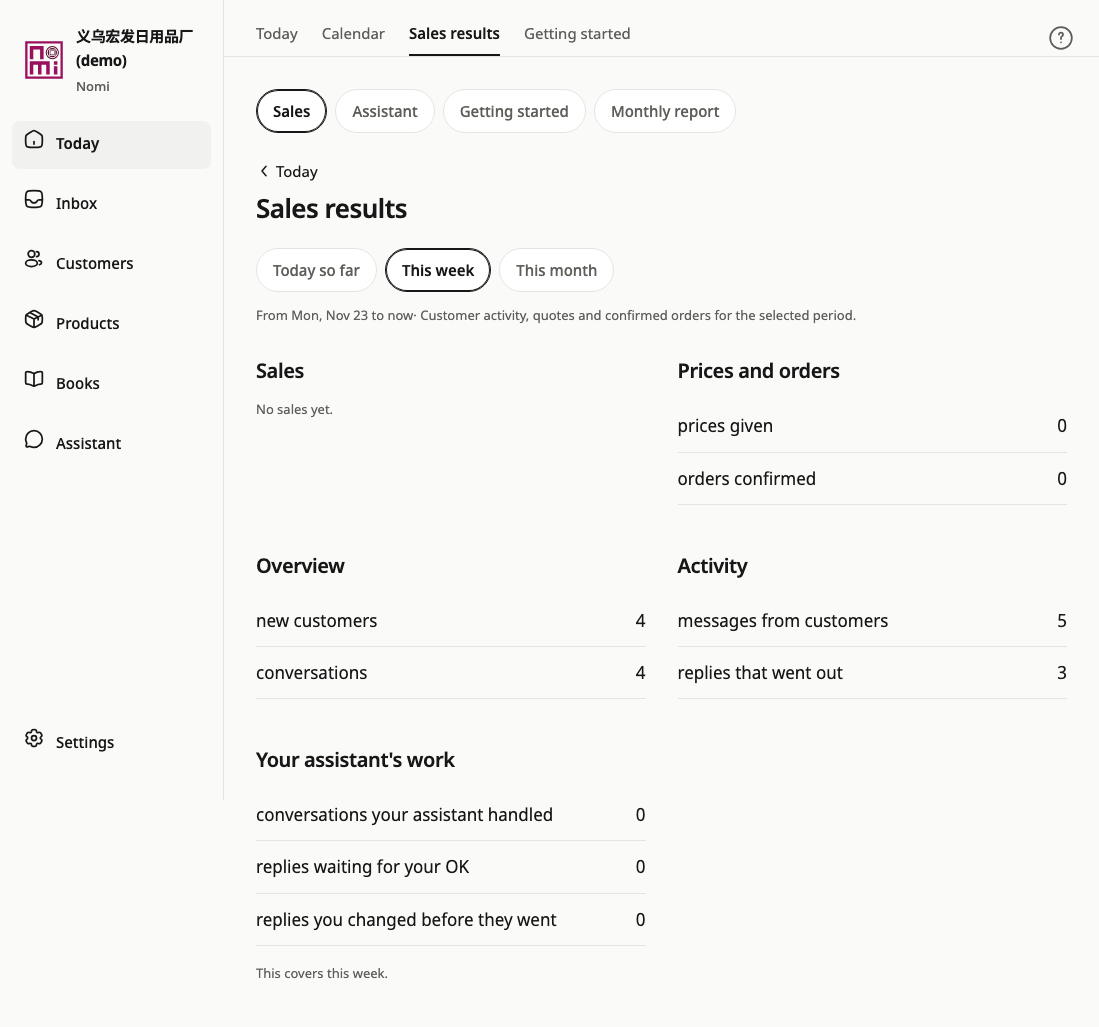 nomi
义乌宏发日用品厂
(demo)
Nomi
Today
Inbox
Customers
Products
Books
Assistant
Settings
Today Calendar Sales results Getting started
?
Sales Assistant Getting started Monthly report
Today
Sales results
Today so far This week This month
From Mon, Nov 23 to now· Customer activity, quotes and confirmed orders for the selected period.
Sales
No sales yet.
Prices and orders
prices given 0
orders confirmed 0
Overview
new customers 4
conversations 4
Activity
messages from customers 5
replies that went out 3
Your assistant's work
conversations your assistant handled 0
replies waiting for your OK 0
replies you changed before they went 0
This covers this week.